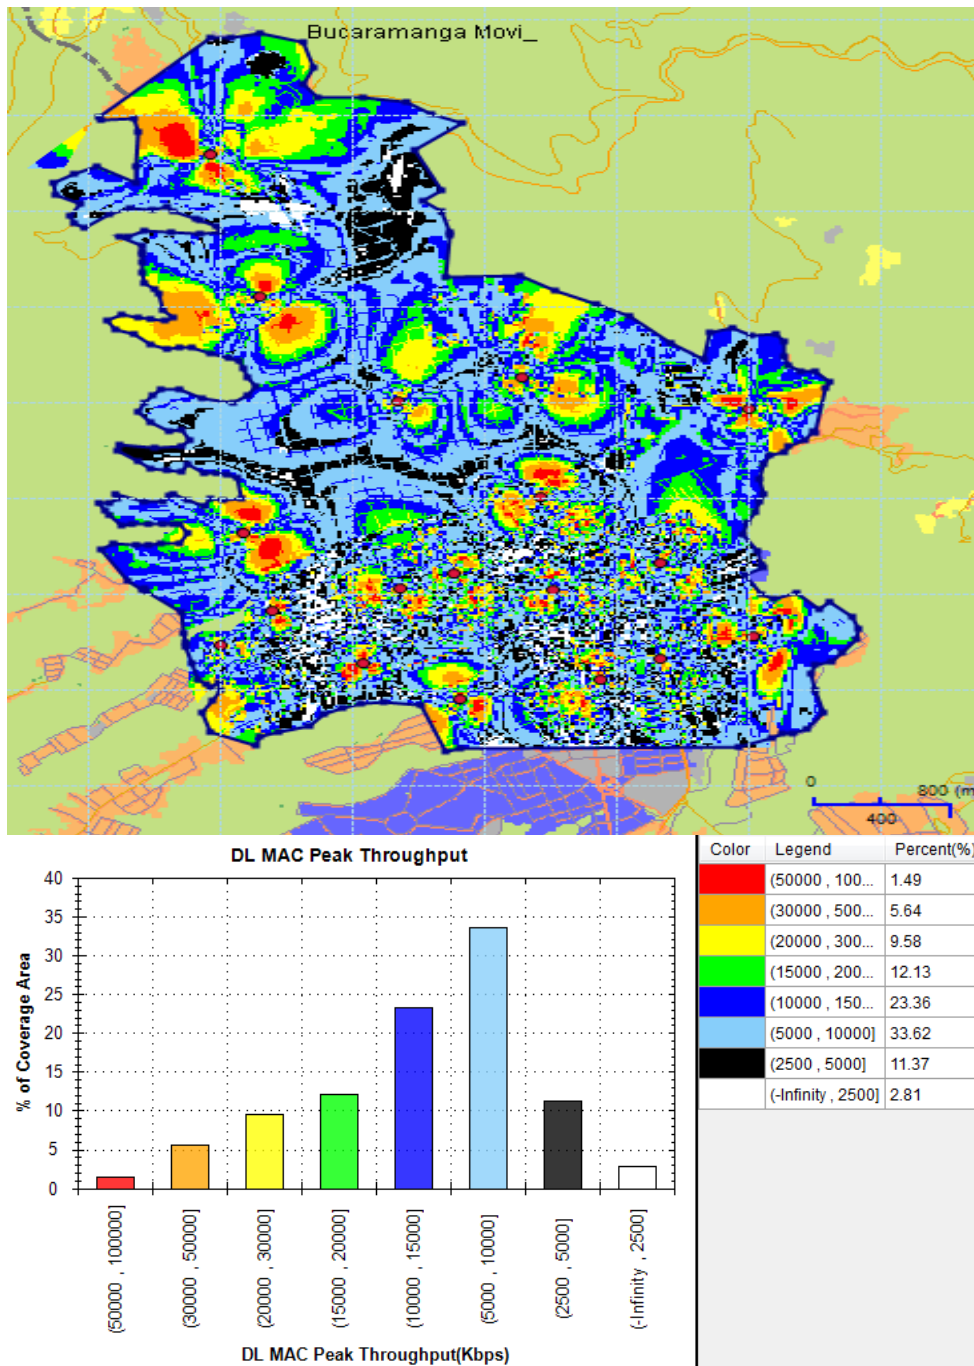 Bucaramanga Movi_
0
800 (m
400
DL MAC Peak Throughput
40
35
30
25
20
15
10
5
0
% of Coverage Area
(50000 , 100000]
(30000 , 50000]
(20000 , 30000]
(15000 , 20000]
(10000 , 15000]
(5000 , 10000]
(2500 , 5000]
(-Infinity , 2500]
DL MAC Peak Throughput(Kbps)
Color Legend Percent(%)
(50000 , 100... 1.49
(30000 , 500... 5.64
(20000 , 300... 9.58
(15000 , 200... 12.13
(10000 , 150... 23.36
(5000 , 10000] 33.62
(2500 , 5000] 11.37
(-Infinity , 2500] 2.81